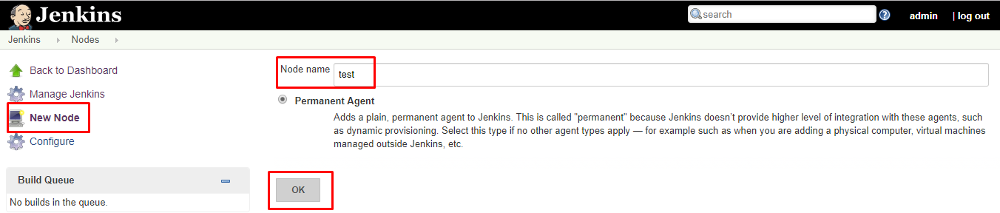 Jenkins
search
admin
| log out
Jenkins
Nodes
Back to Dashboard
Manage Jenkins
New Node
Configure
Build Queue
No builds in the queue.
Node name
test
Permanent Agent
Adds a plain, permanent agent to Jenkins. This is called "permanent" because Jenkins doesn't provide higher level of integration with these agents, such
as dynamic provisioning. Select this type if no other agent types apply — for example such as when you are adding a physical computer, virtual machines
managed outside Jenkins, etc.
OK